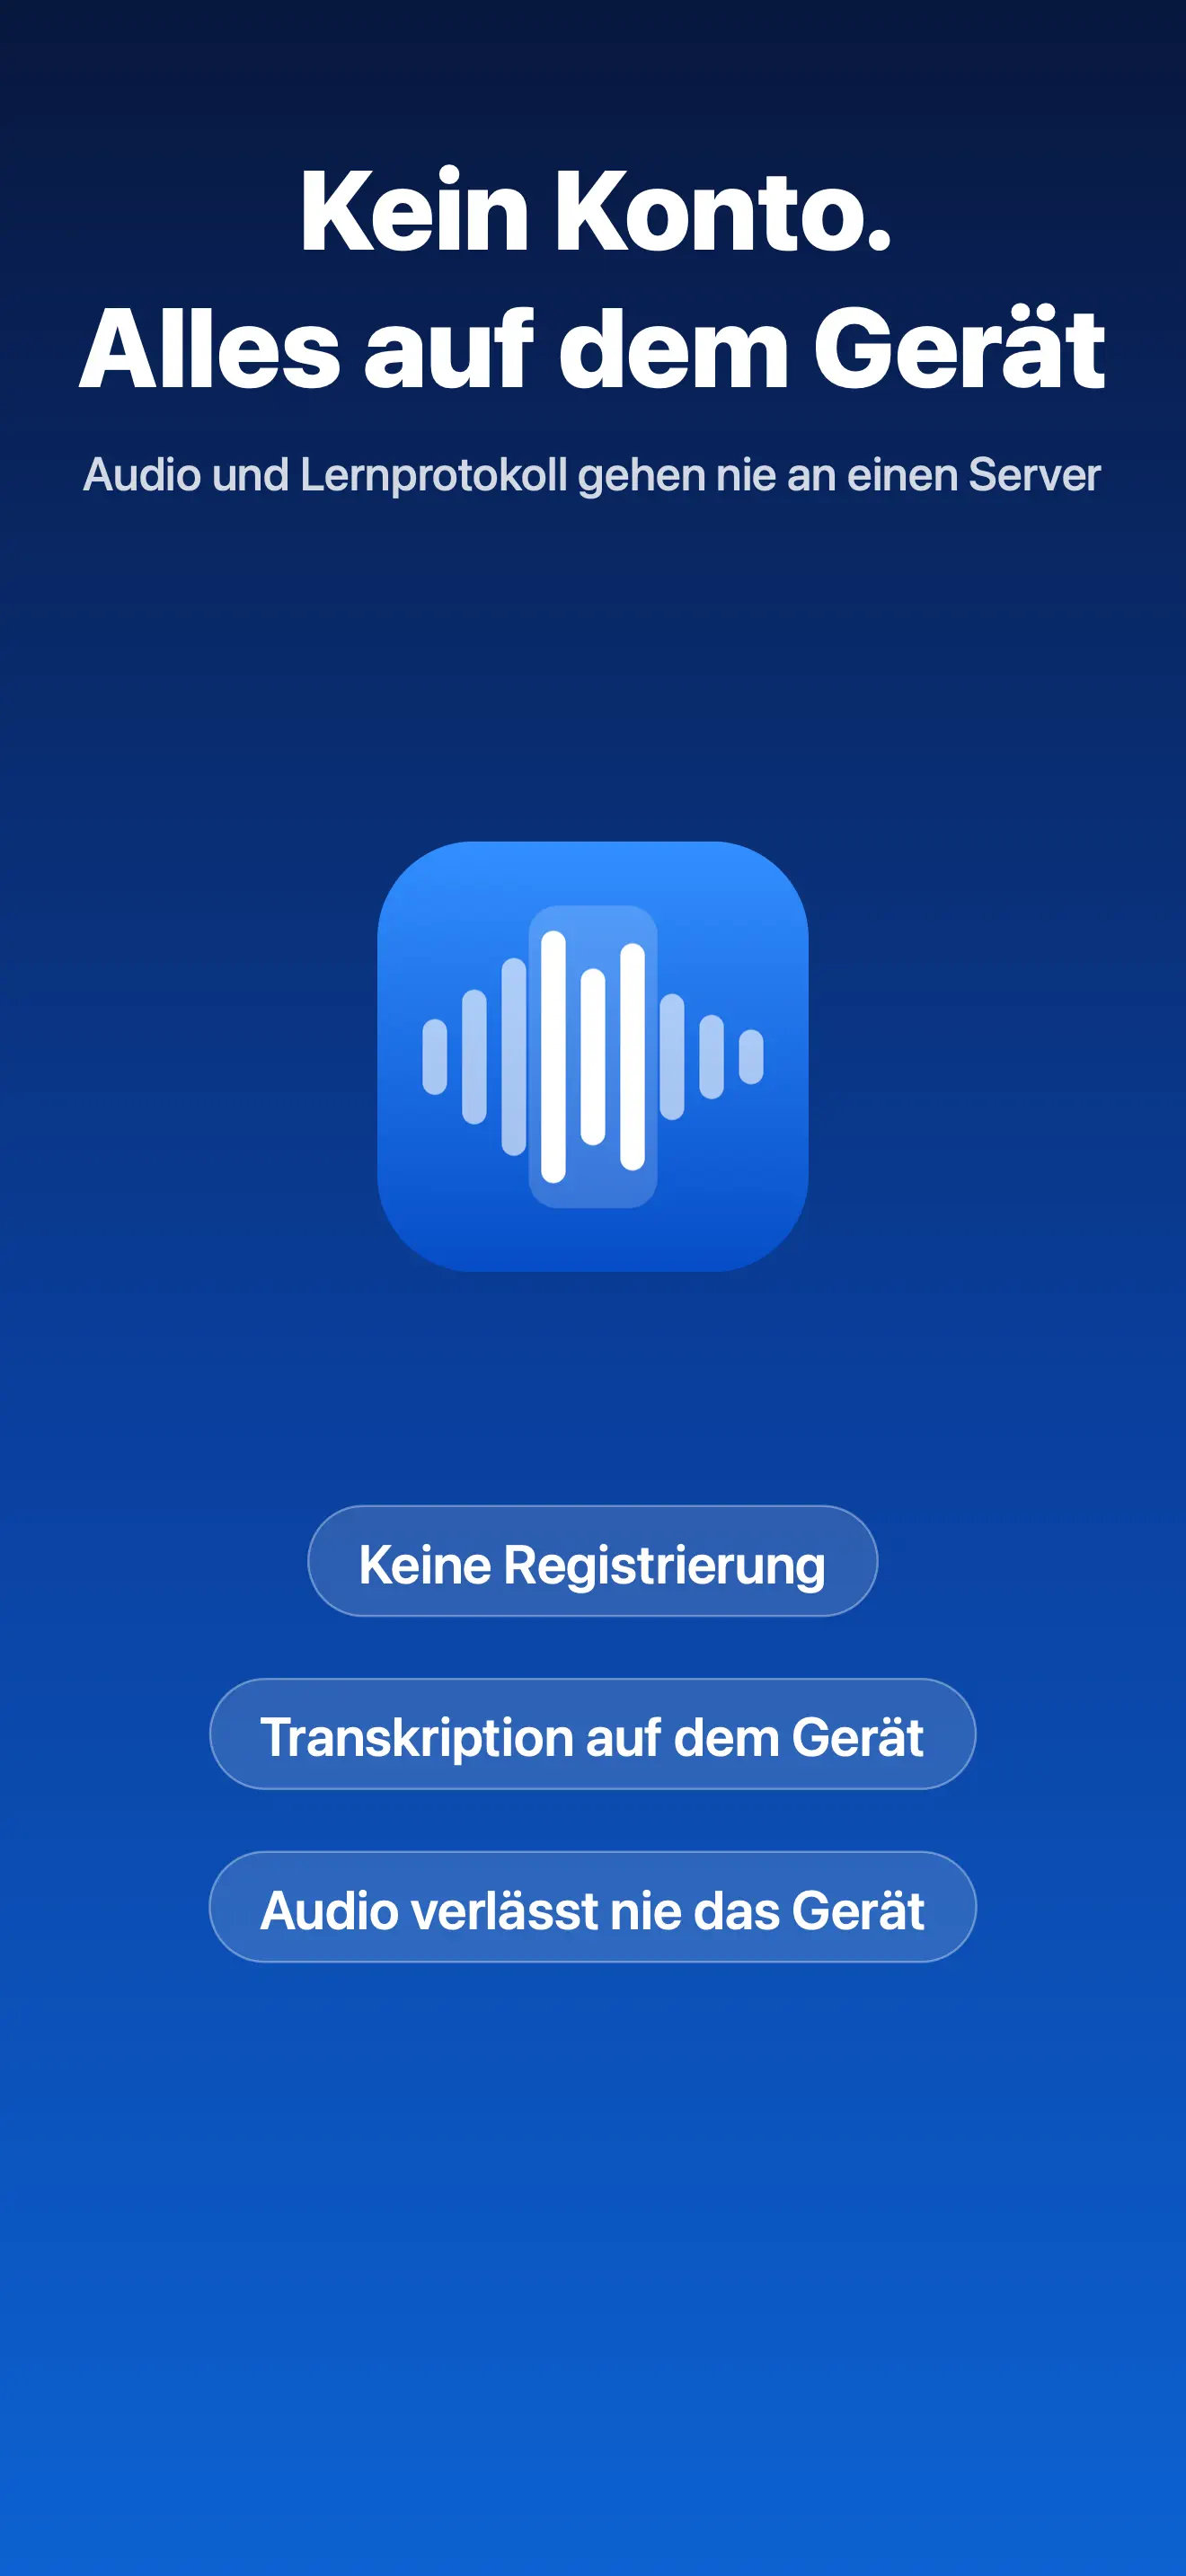 Kein Konto.
Alles auf dem Gerät
Audio und Lernprotokoll gehen nie an einen Server
Keine Registrierung
Transkription auf dem Gerät
Audio verlässt nie das Gerät